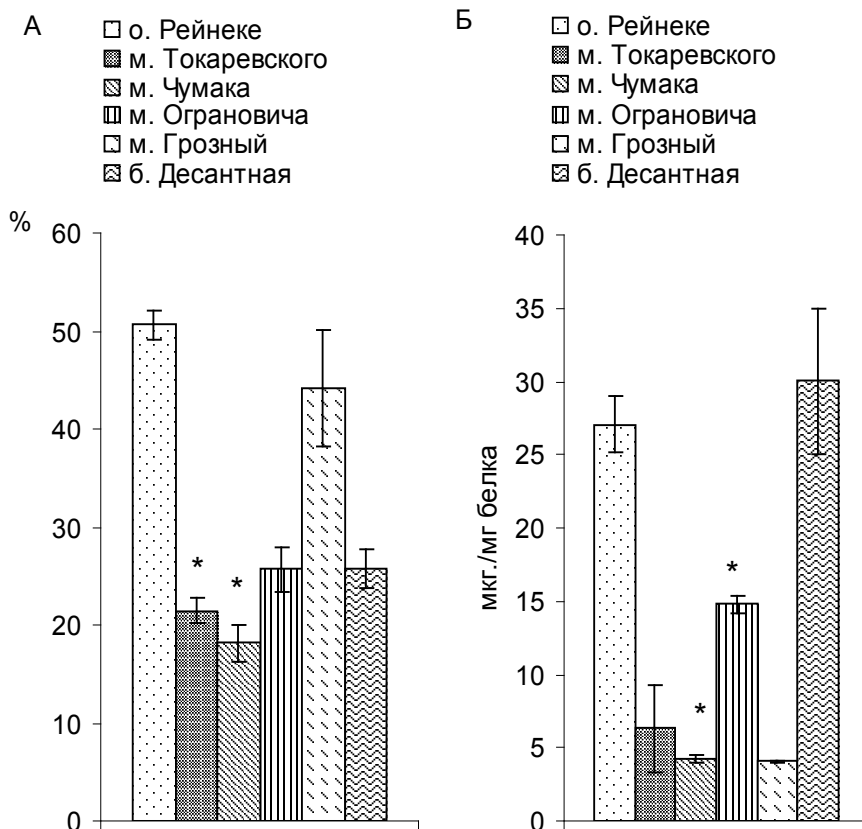 А
о. Рейнеке
м. Токаревского
м. Чумака
м. Ограновича
м. Грозный
б. Десантная
%
60
50
40
30
20
10
0
*
*
Б
о. Рейнеке
м. Токаревского
м. Чумака
м. Ограновича
м. Грозный
б. Десантная
мкг./мг белка
40
35
30
25
20
15
10
5
0
*
*